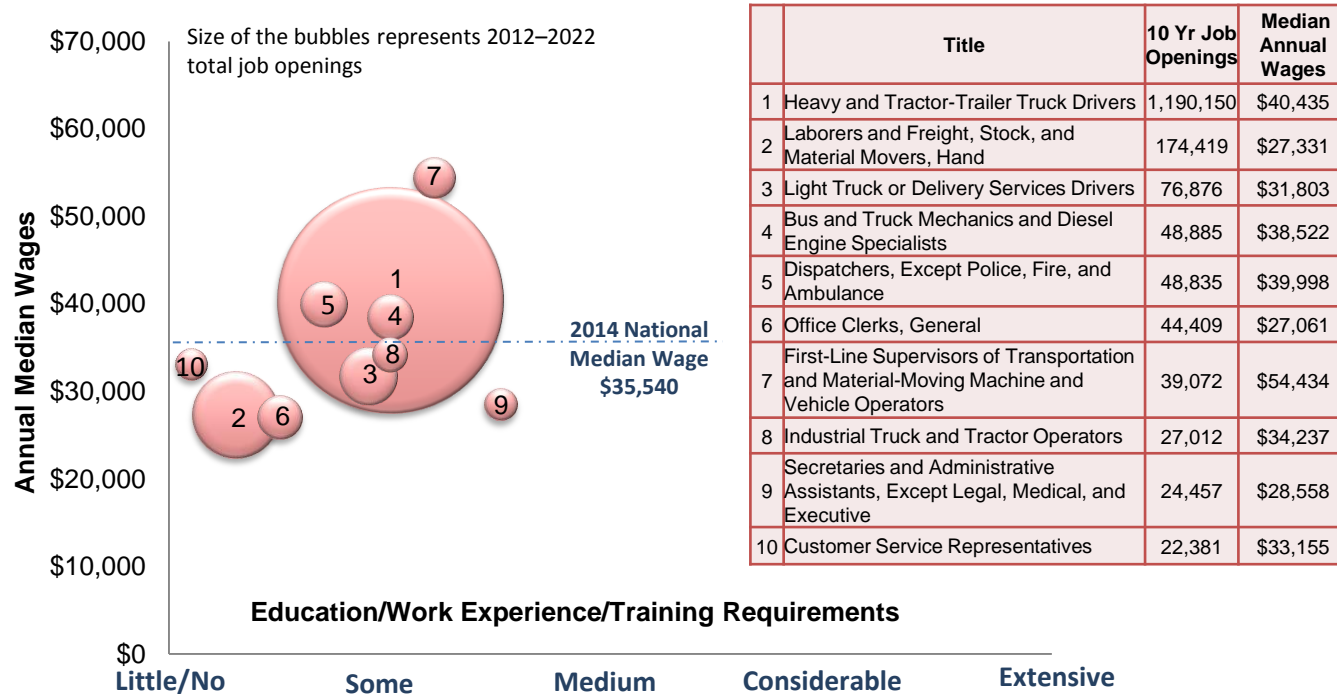 Size of the bubbles represents 2012–2022
total job openings
$70,000
$60,000
$50,000
$40,000
$30,000
$20,000
$10,000
$0
Annual Median Wages
7
1
5
4
8
3
10
2
6
9
2014 National
Median Wage
$35,540
Education/Work Experience/Training Requirements
Little/No
Some
Medium
Considerable
Extensive
Title
10 Yr Job
Openings
Median
Annual
Wages
1 Heavy and Tractor-Trailer Truck Drivers 1,190,150 $40,435
2 Laborers and Freight, Stock, and
Material Movers, Hand 174,419 $27,331
3 Light Truck or Delivery Services Drivers 76,876 $31,803
4 Bus and Truck Mechanics and Diesel
Engine Specialists 48,885 $38,522
5 Dispatchers, Except Police, Fire, and
Ambulance 48,835 $39,998
6 Office Clerks, General 44,409 $27,061
7 First-Line Supervisors of Transportation
and Material-Moving Machine and
Vehicle Operators 39,072 $54,434
8 Industrial Truck and Tractor Operators 27,012 $34,237
9 Secretaries and Administrative
Assistants, Except Legal, Medical, and
Executive 24,457 $28,558
10 Customer Service Representatives 22,381 $33,155